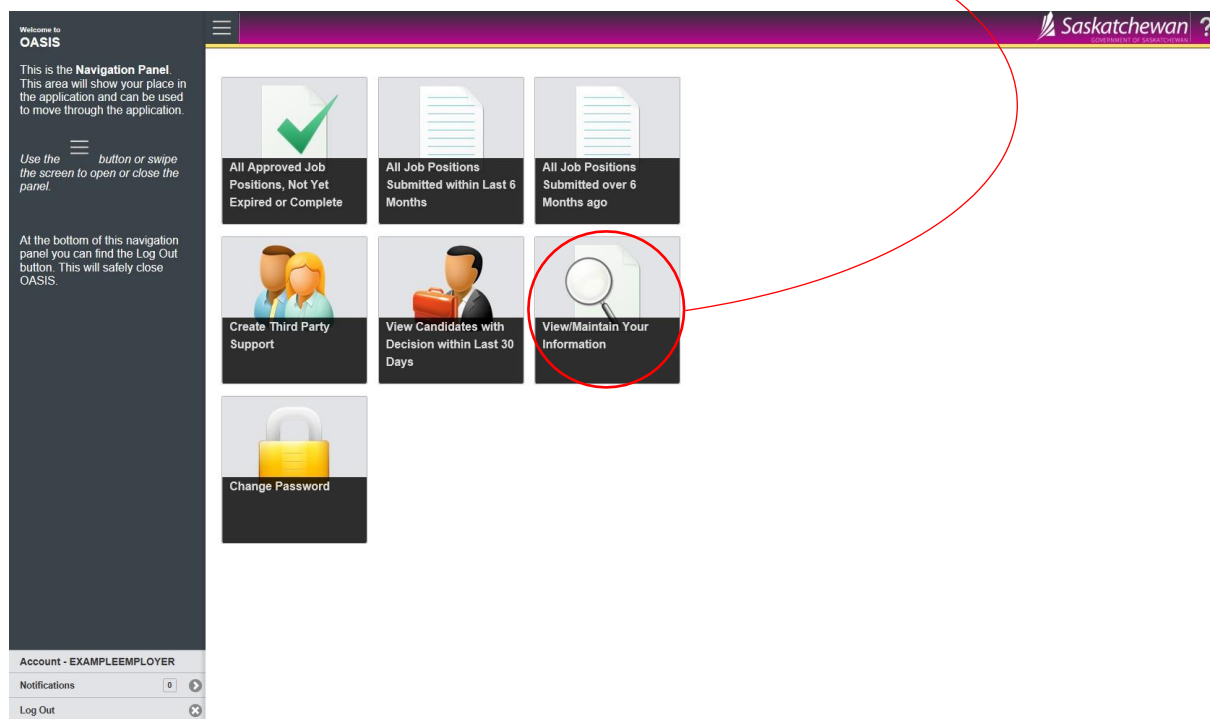 Welcome to
OASIS
This is the Navigation Panel.
This area will show your place in
the application and can be used
to move through the application.
Use the button or swipe
the screen to open or close the
panel.
At the bottom of this navigation
panel you can find the Log Out
button. This will safely close
OASIS.
Account - EXAMPLEEMPLOYER
Notifications 0
Log Out
Saskatchewan ?
GOVERNMENT OF SASKATCHEWAN
All Approved Job
Positions, Not Yet
Expired or Complete
All Job Positions
Submitted within Last 6
Months
All Job Positions
Submitted over 6
Months ago
Create Third Party
Support
View Candidates with
Decision within Last 30
Days
View/Maintain Your
Information
Change Password